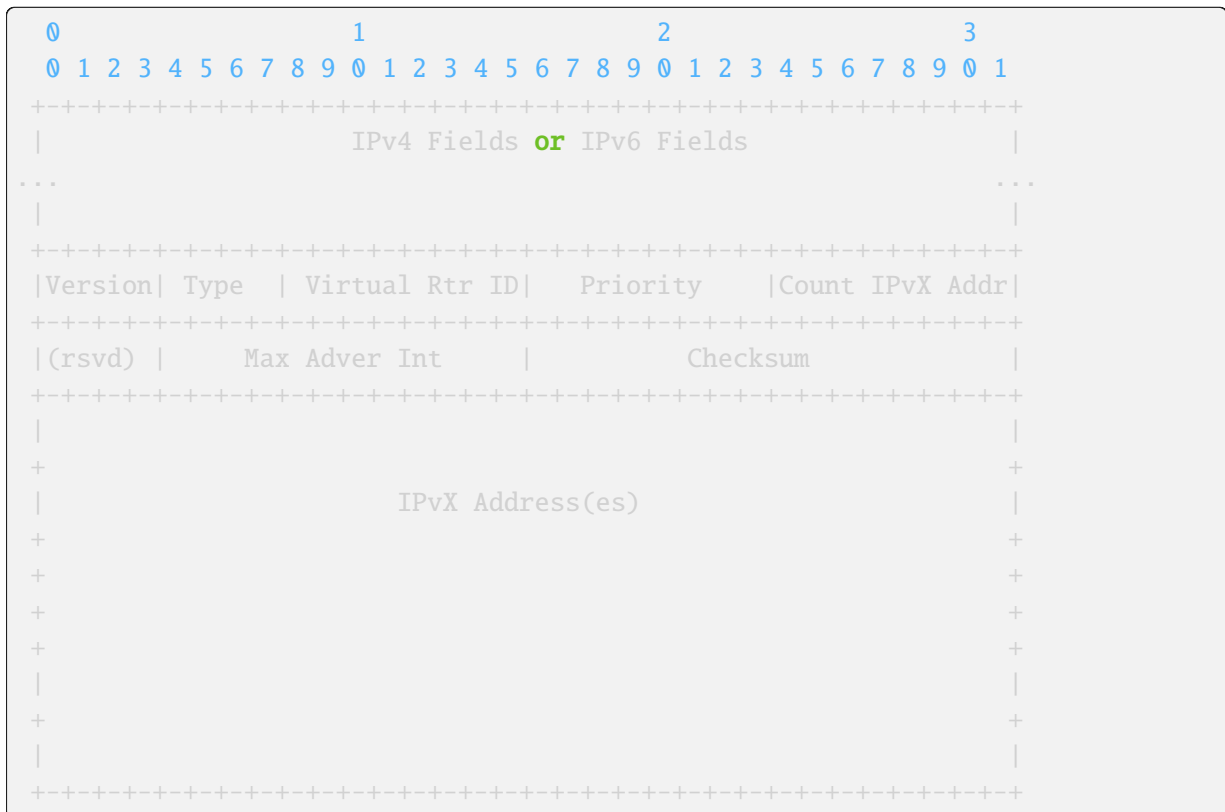 0                   1                   2                   3
0 1 2 3 4 5 6 7 8 9 0 1 2 3 4 5 6 7 8 9 0 1 2 3 4 5 6 7 8 9 0 1
+-+-+-+-+-+-+-+-+-+-+-+-+-+-+-+-+-+-+-+-+-+-+-+-+-+-+-+-+-+-+-+-+
|                    IPv4 Fields or IPv6 Fields                 |
...                                                             ...
|                                                               |
+-+-+-+-+-+-+-+-+-+-+-+-+-+-+-+-+-+-+-+-+-+-+-+-+-+-+-+-+-+-+-+-+
|Version| Type  | Virtual Rtr ID|   Priority    |Count IPvX Addr|
+-+-+-+-+-+-+-+-+-+-+-+-+-+-+-+-+-+-+-+-+-+-+-+-+-+-+-+-+-+-+-+-+
|(rsvd) |     Max Adver Int     |          Checksum             |
+-+-+-+-+-+-+-+-+-+-+-+-+-+-+-+-+-+-+-+-+-+-+-+-+-+-+-+-+-+-+-+-+
|                                                               |
+                                                               +
|                       IPvX Address(es)                        |
+                                                               +
+                                                               +
+                                                               +
+                                                               +
|                                                               |
+                                                               +
|                                                               |
+-+-+-+-+-+-+-+-+-+-+-+-+-+-+-+-+-+-+-+-+-+-+-+-+-+-+-+-+-+-+-+-+